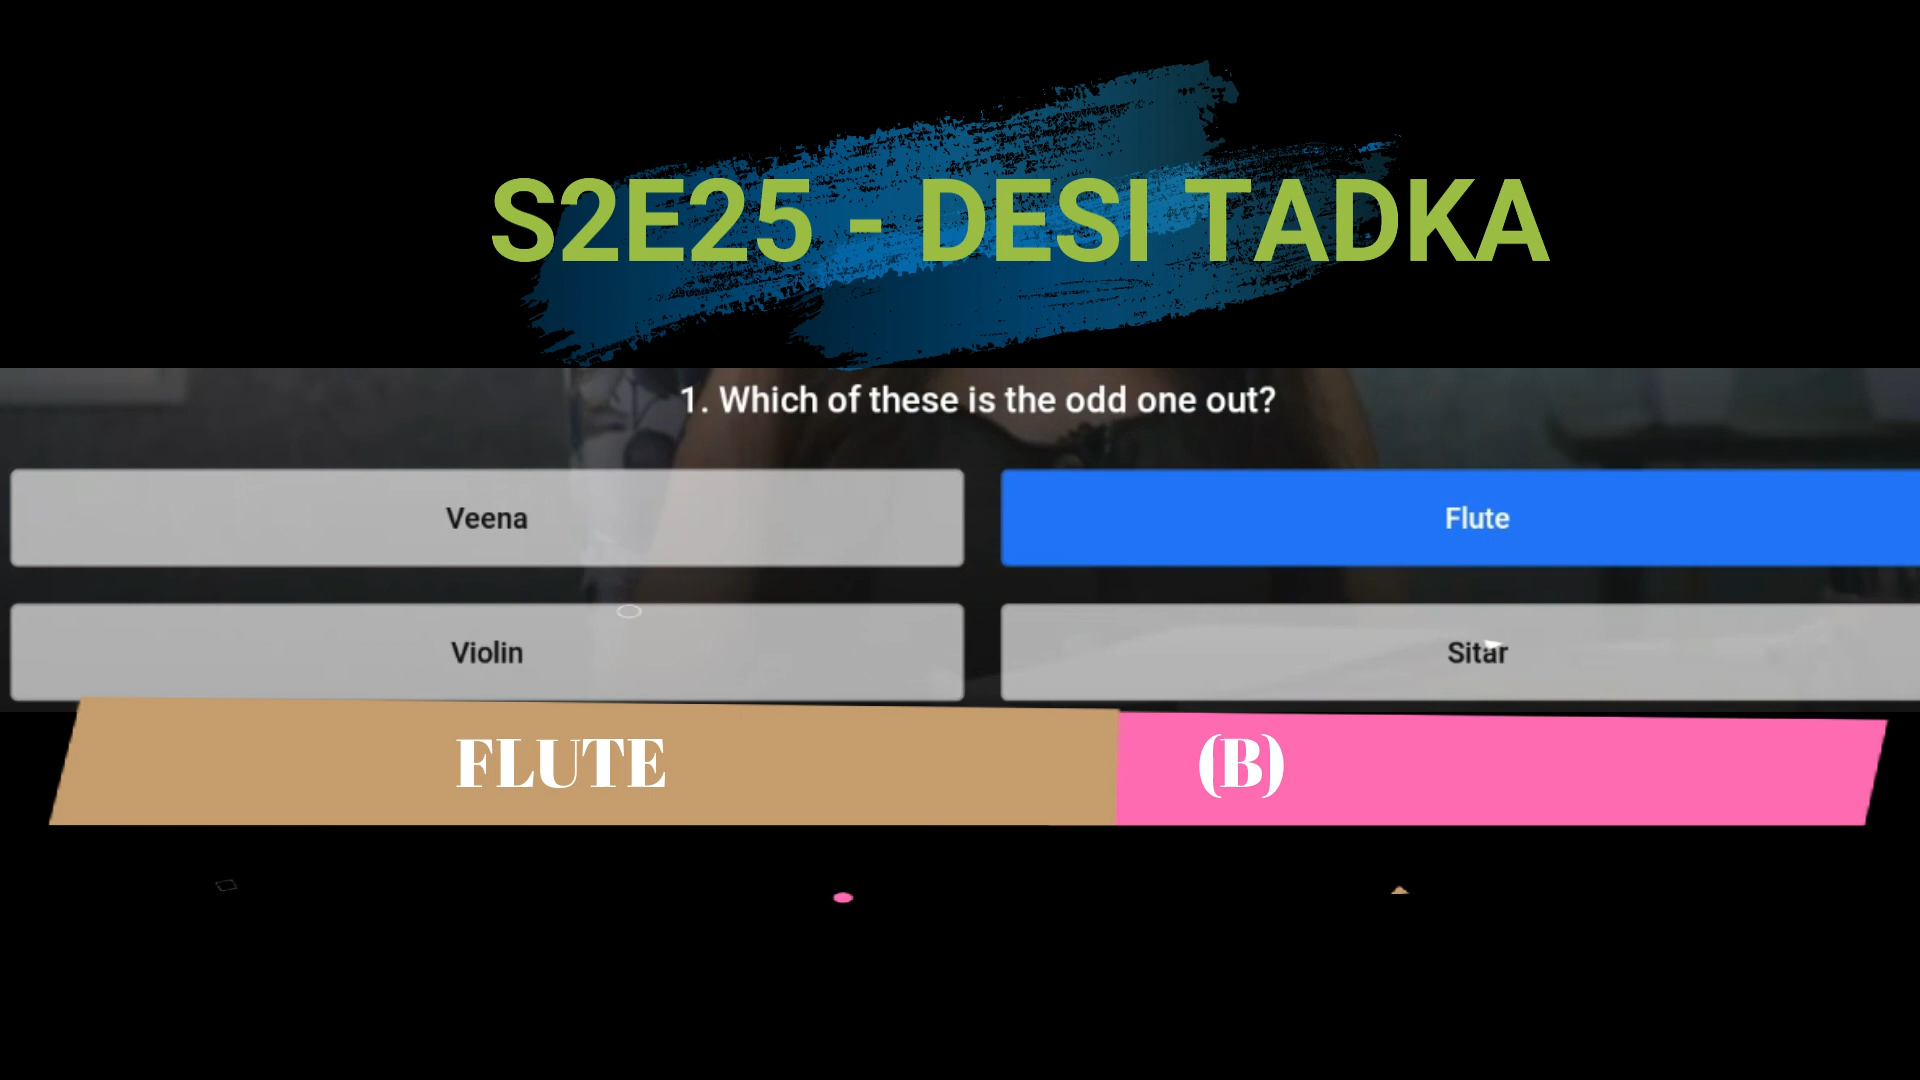 S2E25 - DESI TADKA
1. Which of these is the odd one out?
Veena
Flute
Violin
Sitar
FLUTE (B)